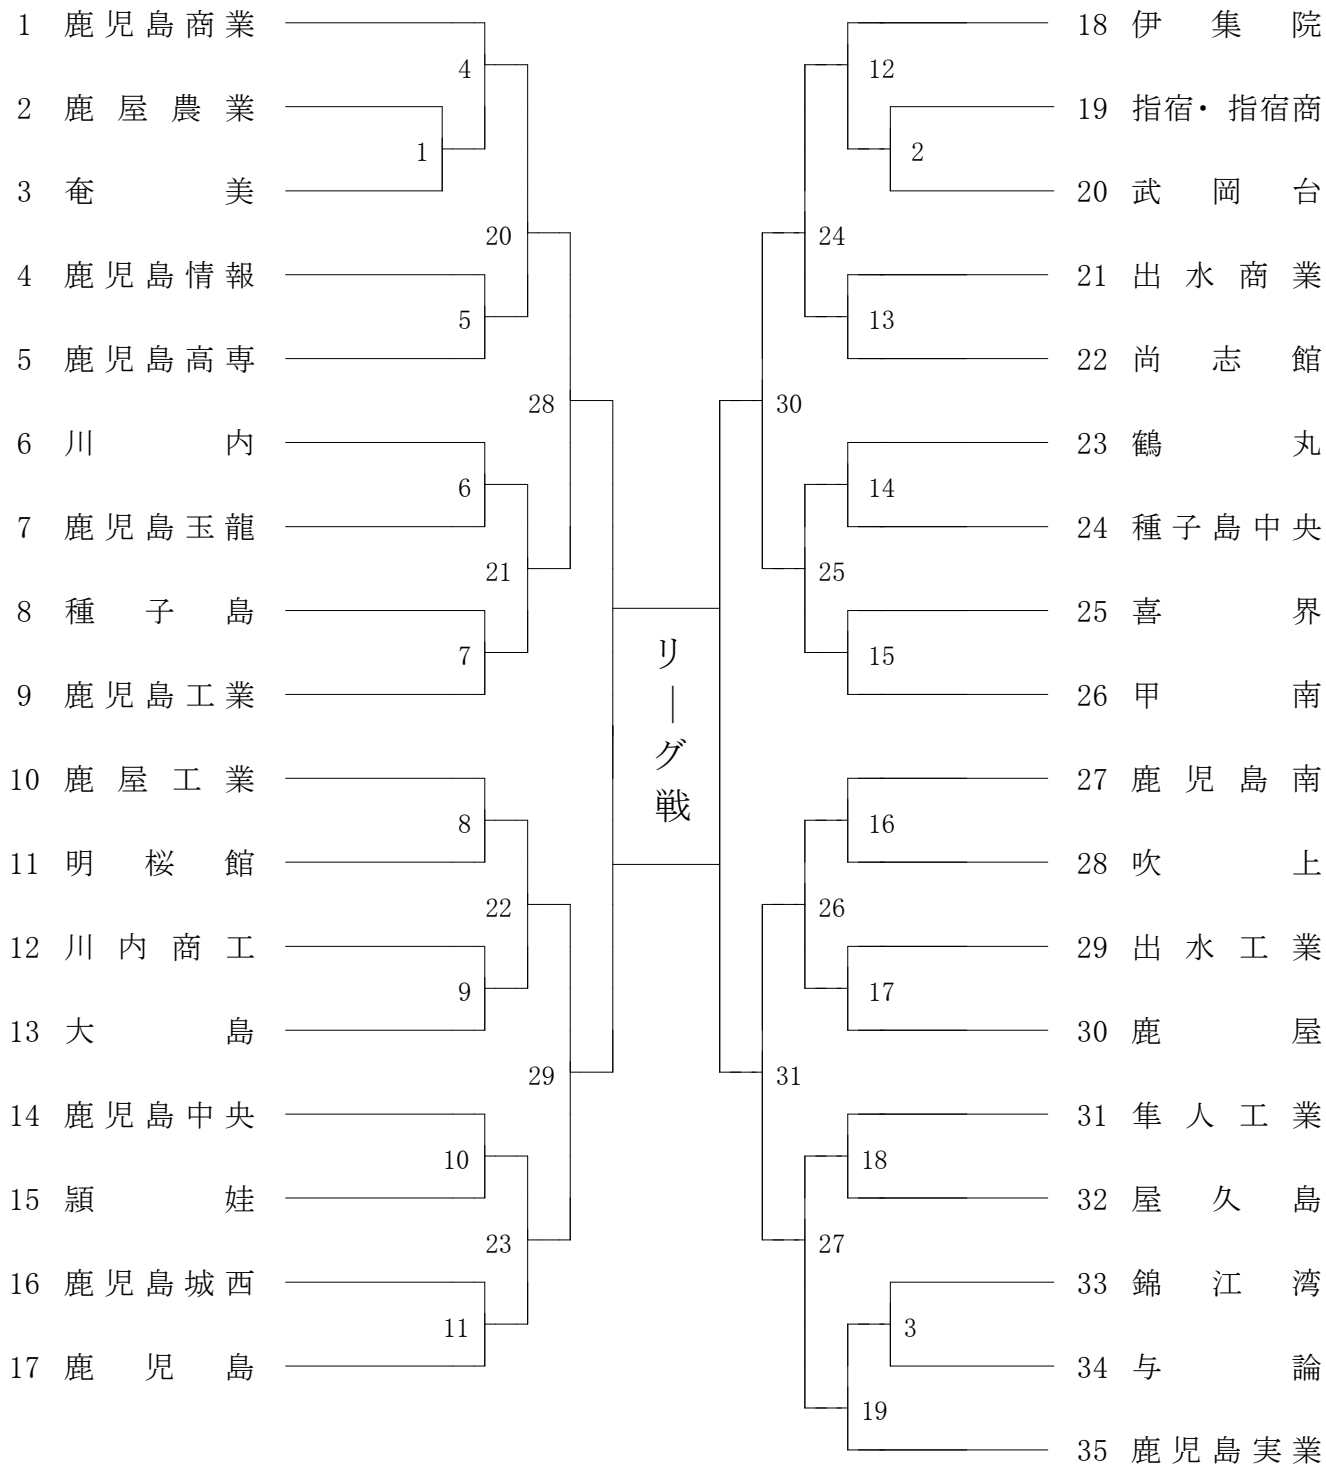 1 鹿児島商業
2 鹿屋農業
3 奄美
4 鹿児島情報
5 鹿児島高専
6 川内
7 鹿児島玉龍
8 種子島
9 鹿児島工業
10 鹿屋工業
11 明桜館
12 川内商工
13 大島
14 鹿児島中央
15 頴娃
16 鹿児島城西
17 鹿児島
4
1
20
5
28
6
21
7
8
22
9
29
10
23
11
リーグ戦
12
2
24
13
30
14
25
15
16
26
17
31
18
27
3
19
18 伊集院
19 指宿・指宿商
20 武岡台
21 出水商業
22 尚志館
23 鶴丸
24 種子島中央
25 喜界
26 甲南
27 鹿児島南
28 吹上
29 出水工業
30 鹿屋
31 隼人工業
32 屋久島
33 錦江湾
34 与論
35 鹿児島実業